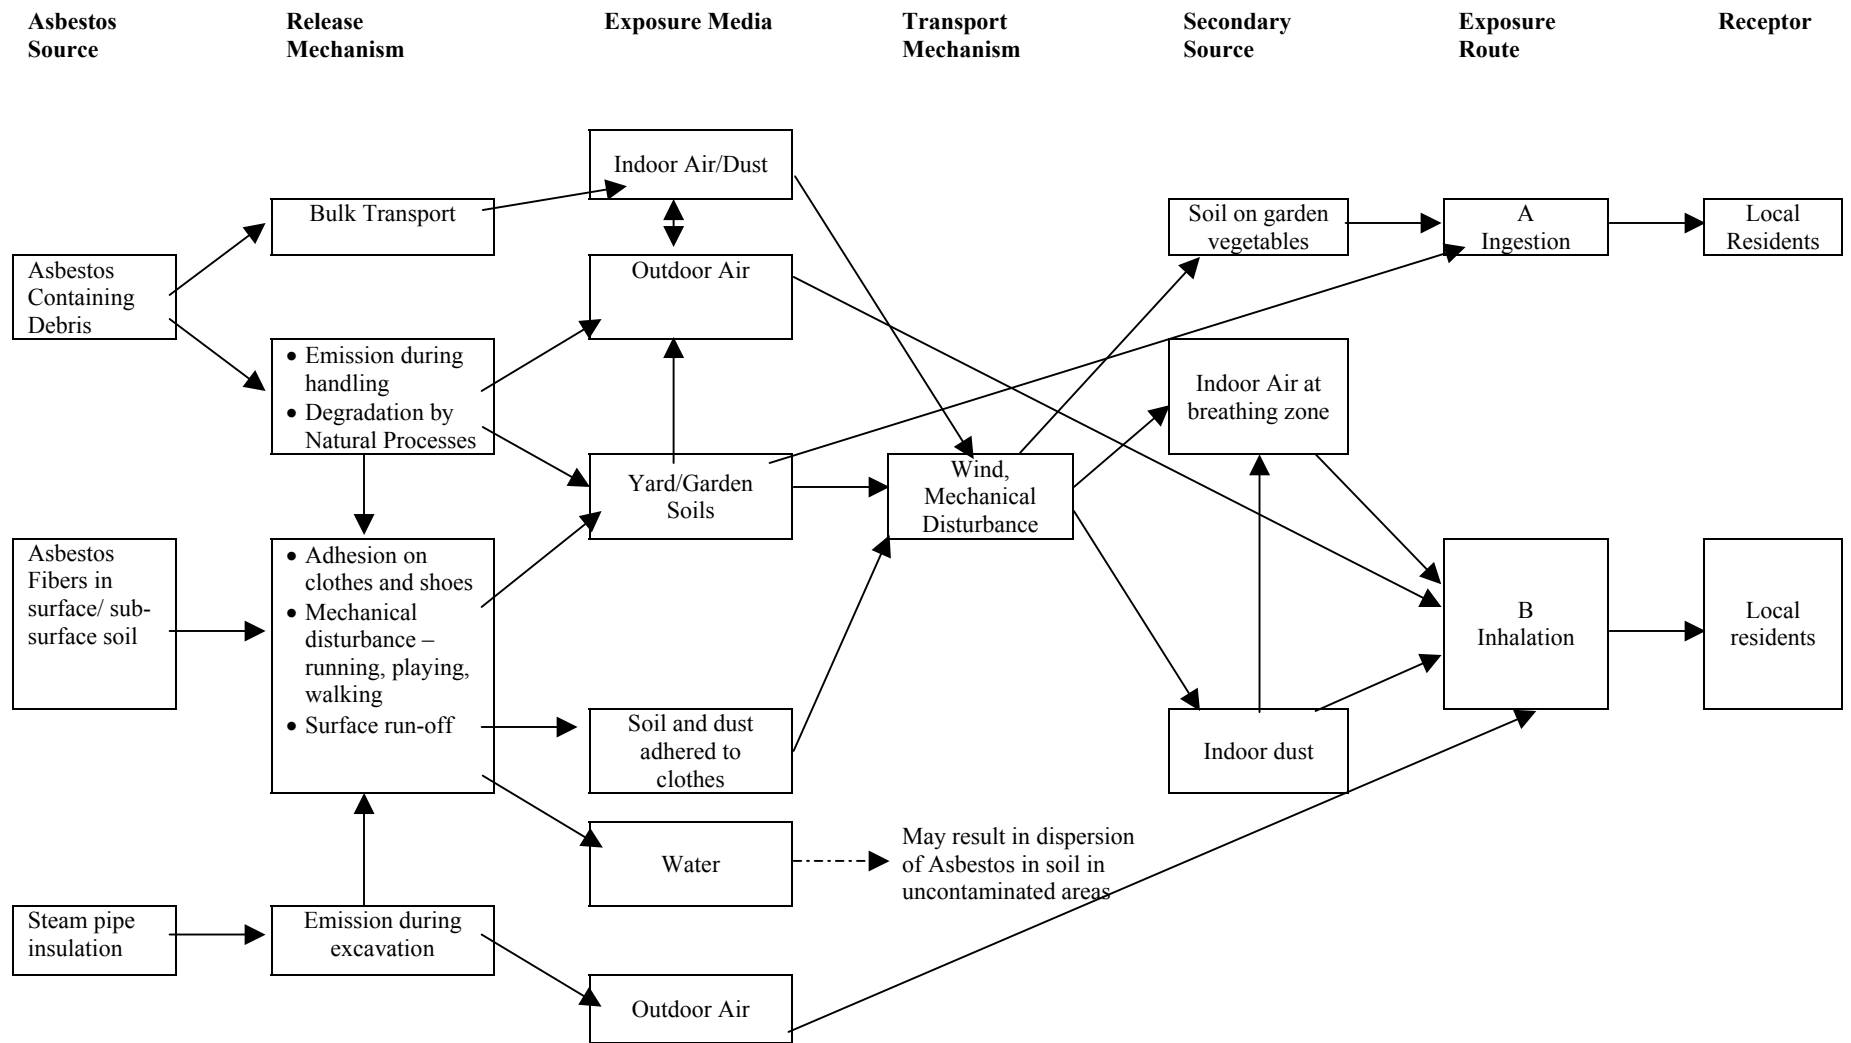 Asbestos
Source
Release
Mechanism
Exposure Media
Transport
Mechanism
Secondary
Source
Exposure
Route
Receptor
Indoor Air/Dust
Bulk Transport
Soil on garden
vegetables
A
Ingestion
Local
Residents
Asbestos
Containing
Debris
Outdoor Air
• Emission during
handling
• Degradation by
Natural Processes
Indoor Air at
breathing zone
Yard/Garden
Soils
Wind,
Mechanical
Disturbance
Asbestos
Fibers in
surface/ sub-
surface soil
• Adhesion on
clothes and shoes
• Mechanical
disturbance –
running, playing,
walking
• Surface run-off
B
Inhalation
Local
residents
Soil and dust
adhered to
clothes
Indoor dust
Water
May result in dispersion
of Asbestos in soil in
uncontaminated areas
Steam pipe
insulation
Emission during
excavation
Outdoor Air